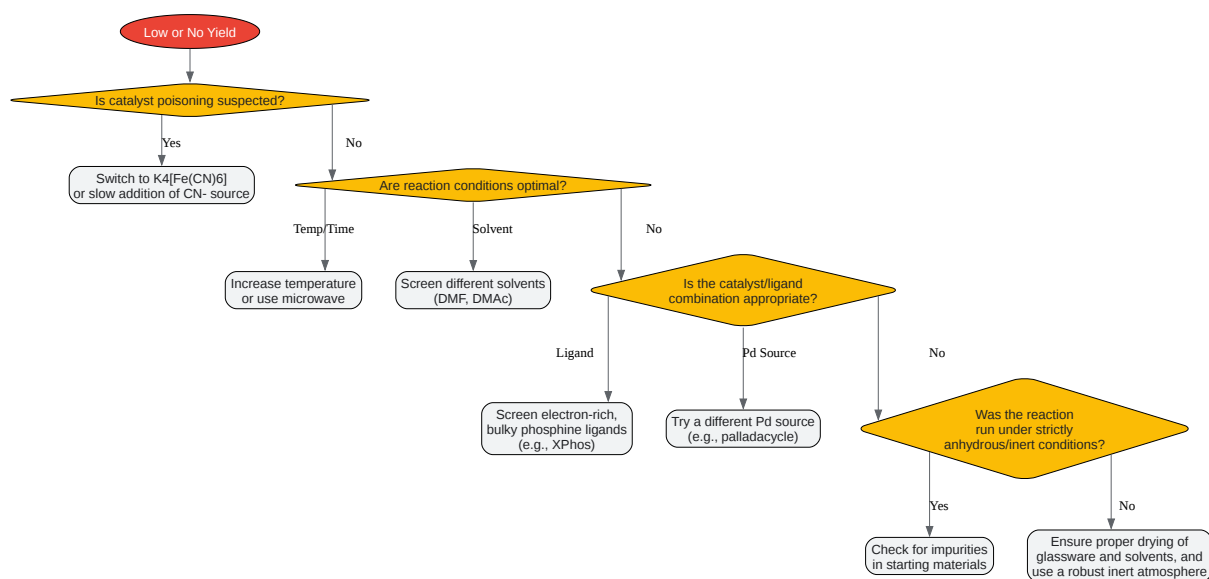 Low or No Yield
Is catalyst poisoning suspected?
Yes
No
Switch to K4[Fe(CN)6]
or slow addition of CN- source
Are reaction conditions optimal?
Temp/Time
Solvent
No
Increase temperature
or use microwave
Screen different solvents
(DMF, DMAc)
Is the catalyst/ligand
combination appropriate?
Ligand
Pd Source
No
Screen electron-rich,
bulky phosphine ligands
(e.g., XPhos)
Try a different Pd source
(e.g., palladacycle)
Was the reaction
run under strictly
anhydrous/inert conditions?
Yes
No
Check for impurities
in starting materials
Ensure proper drying of
glassware and solvents, and
use a robust inert atmosphere